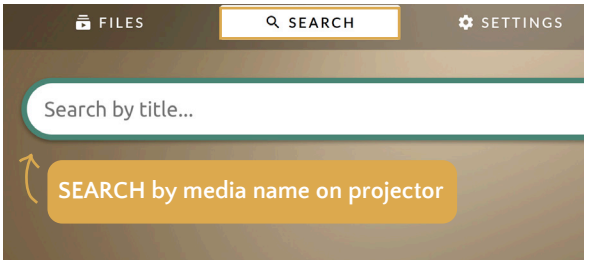 FILES
SEARCH
SETTINGS
Search by title...
SEARCH by media name on projector